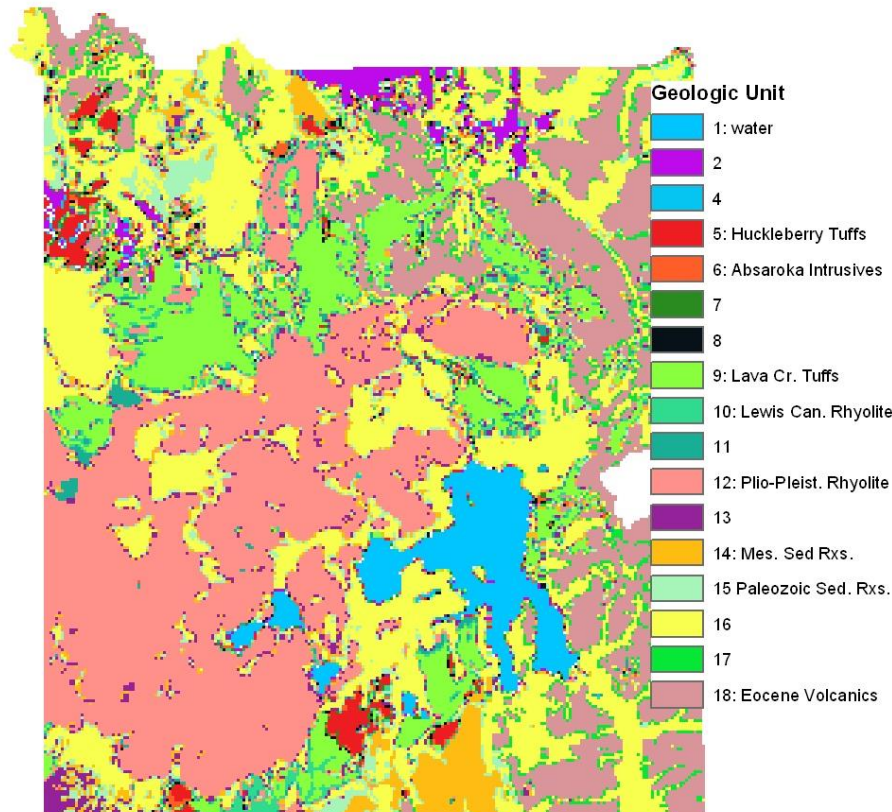 Geologic Unit
1: water
2
4
5: Huckleberry Tuffs
6: Absaroka Intrusives
7
8
9: Lava Cr. Tuffs
10: Lewis Can. Rhyolite
11
12: Plio-Pleist. Rhyolite
13
14: Mes. Sed Rxs.
15 Paleozoic Sed. Rxs.
16
17
18: Eocene Volcanics